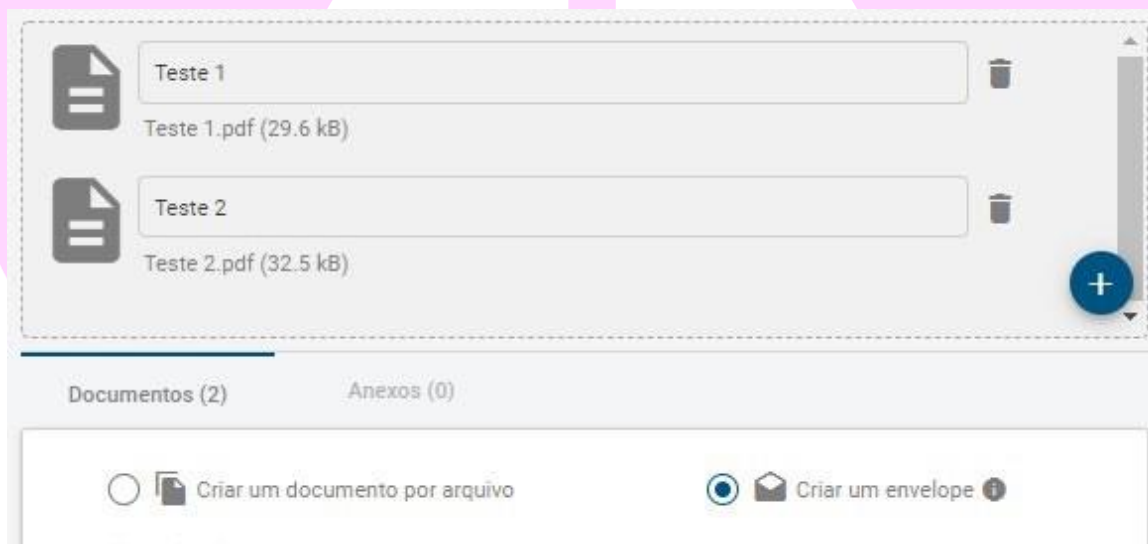 Teste 1
Teste 1.pdf (29.6 kB)
Teste 2
Teste 2.pdf (32.5 kB)
Documentos (2) Anexos (0)
Criar um documento por arquivo Criar um envelope